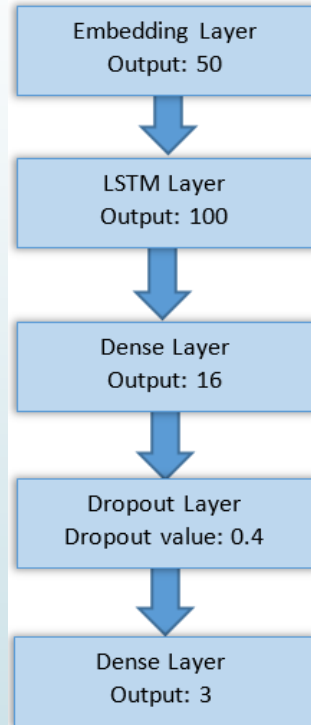 Embedding Layer
Output: 50
LSTM Layer
Output: 100
Dense Layer
Output: 16
Dropout Layer
Dropout value: 0.4
Dense Layer
Output: 3